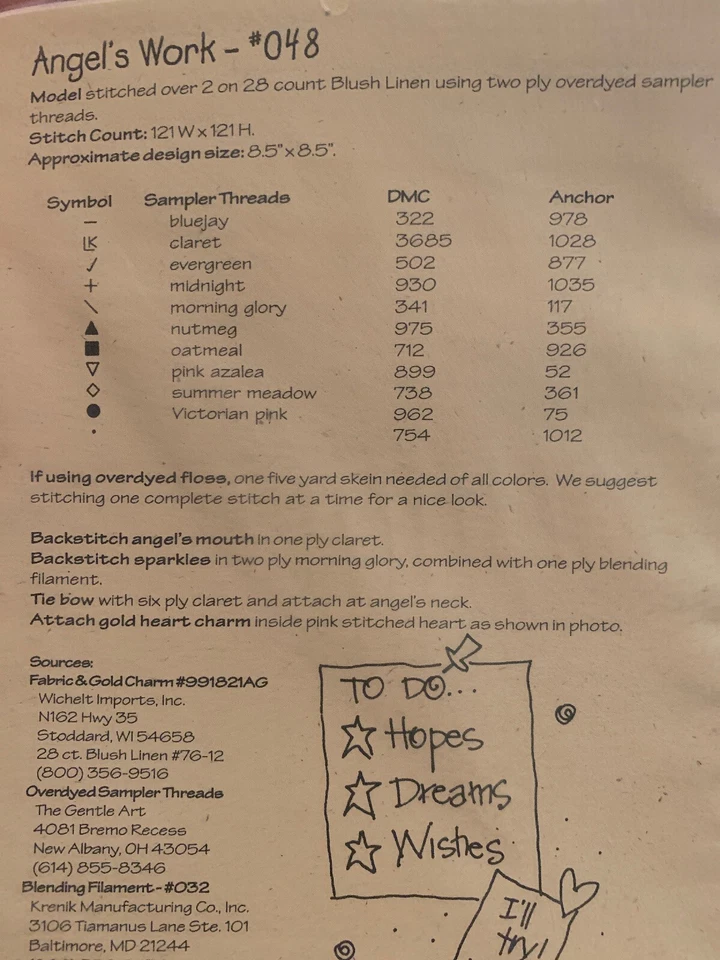 Angel's Work - #048
Model stitched over 2 on 28 count Blush Linen using two ply overdyed sampler
threads.
Stitch Count: 121 W x 121 H.
Approximate design size: 8.5" x 8.5".
Symbol Sampler Threads DMC Anchor
— bluejay 322 978
LK claret 3685 1028
✓ evergreen 502 877
+ midnight 930 1035
\ morning glory 341 117
▲ nutmeg 975 355
■ oatmeal 712 926
▽ pink azalea 899 52
◇ summer meadow 738 361
● Victorian pink 962 75
• 754 1012
If using overdyed floss, one five yard skein needed of all colors. We suggest
stitching one complete stitch at a time for a nice look.
Backstitch angel's mouth in one ply claret.
Backstitch sparkles in two ply morning glory, combined with one ply blending
filament.
Tie bow with six ply claret and attach at angel's neck.
Attach gold heart charm inside pink stitched heart as shown in photo.
Sources:
Fabric & Gold Charm #991821AG
Wichelt Imports, Inc.
N162 Hwy 35
Stoddard, WI 54658
28 ct. Blush Linen #76-12
(800) 356-9516
Overdyed Sampler Threads
The Gentle Art
4081 Bremo Recess
New Albany, OH 43054
(614) 855-8346
Blending Filament - #032
Krenik Manufacturing Co., Inc.
3106 Tiamanus Lane Ste. 101
Baltimore, MD 21244
TO DO...
☆ Hopes
☆ Dreams
☆ Wishes
I'll
try!